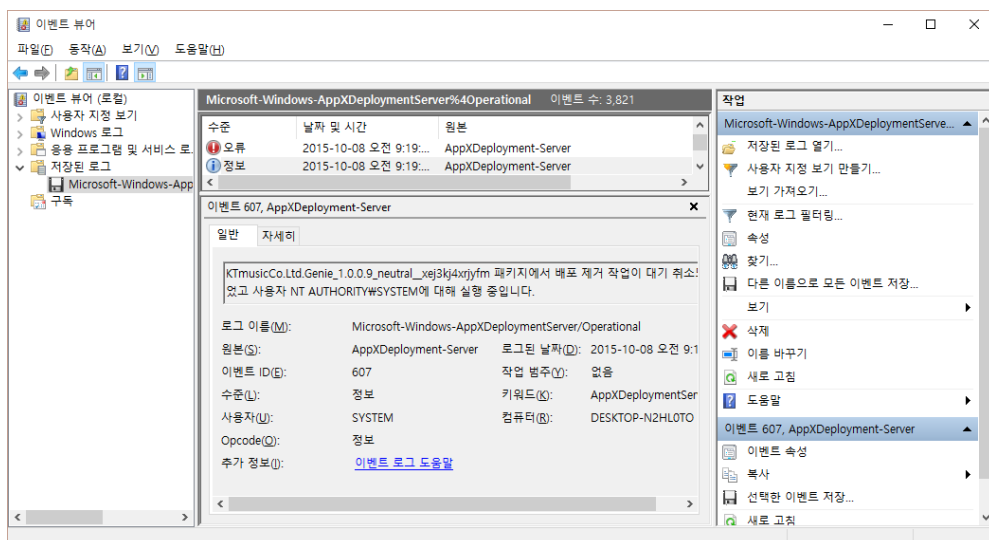 이벤트 뷰어
파일(F) 동작(A) 보기(V) 도움말(H)
이벤트 뷰어 (로컬)
사용자 지정 보기
Windows 로그
응용 프로그램 및 서비스 로
저장된 로그
Microsoft-Windows-App
구독
Microsoft-Windows-AppXDeploymentServer%4Operational 이벤트 수: 3,821
수준 날짜 및 시간 원본
오류 2015-10-08 오전 9:19:... AppXDeployment-Server
정보 2015-10-08 오전 9:19:... AppXDeployment-Server
이벤트 607, AppXDeployment-Server
일반 자세히
KTmusicCo.Ltd.Genie_1.0.0.9_neutral__xej3kj4xrjyfm 패키지에서 배포 제거 작업이 대기 취소되
었고 사용자 NT AUTHORITY₩SYSTEM에 대해 실행 중입니다.
로그 이름(M): Microsoft-Windows-AppXDeploymentServer/Operational
원본(S): AppXDeployment-Server 로그된 날짜(D): 2015-10-08 오전 9:1
이벤트 ID(E): 607 작업 범주(Y): 없음
수준(L): 정보 키워드(K): AppXDeploymentSer
사용자(U): SYSTEM 컴퓨터(R): DESKTOP-N2HL0TO
Opcode(O): 정보
추가 정보(I): 이벤트 로그 도움말
작업
Microsoft-Windows-AppXDeploymentServe...
저장된 로그 열기...
사용자 지정 보기 만들기...
보기 가져오기...
현재 로그 필터링...
속성
찾기...
다른 이름으로 모든 이벤트 저장...
보기
삭제
이름 바꾸기
새로 고침
도움말
이벤트 607, AppXDeployment-Server
이벤트 속성
복사
선택한 이벤트 저장...
새로 고침